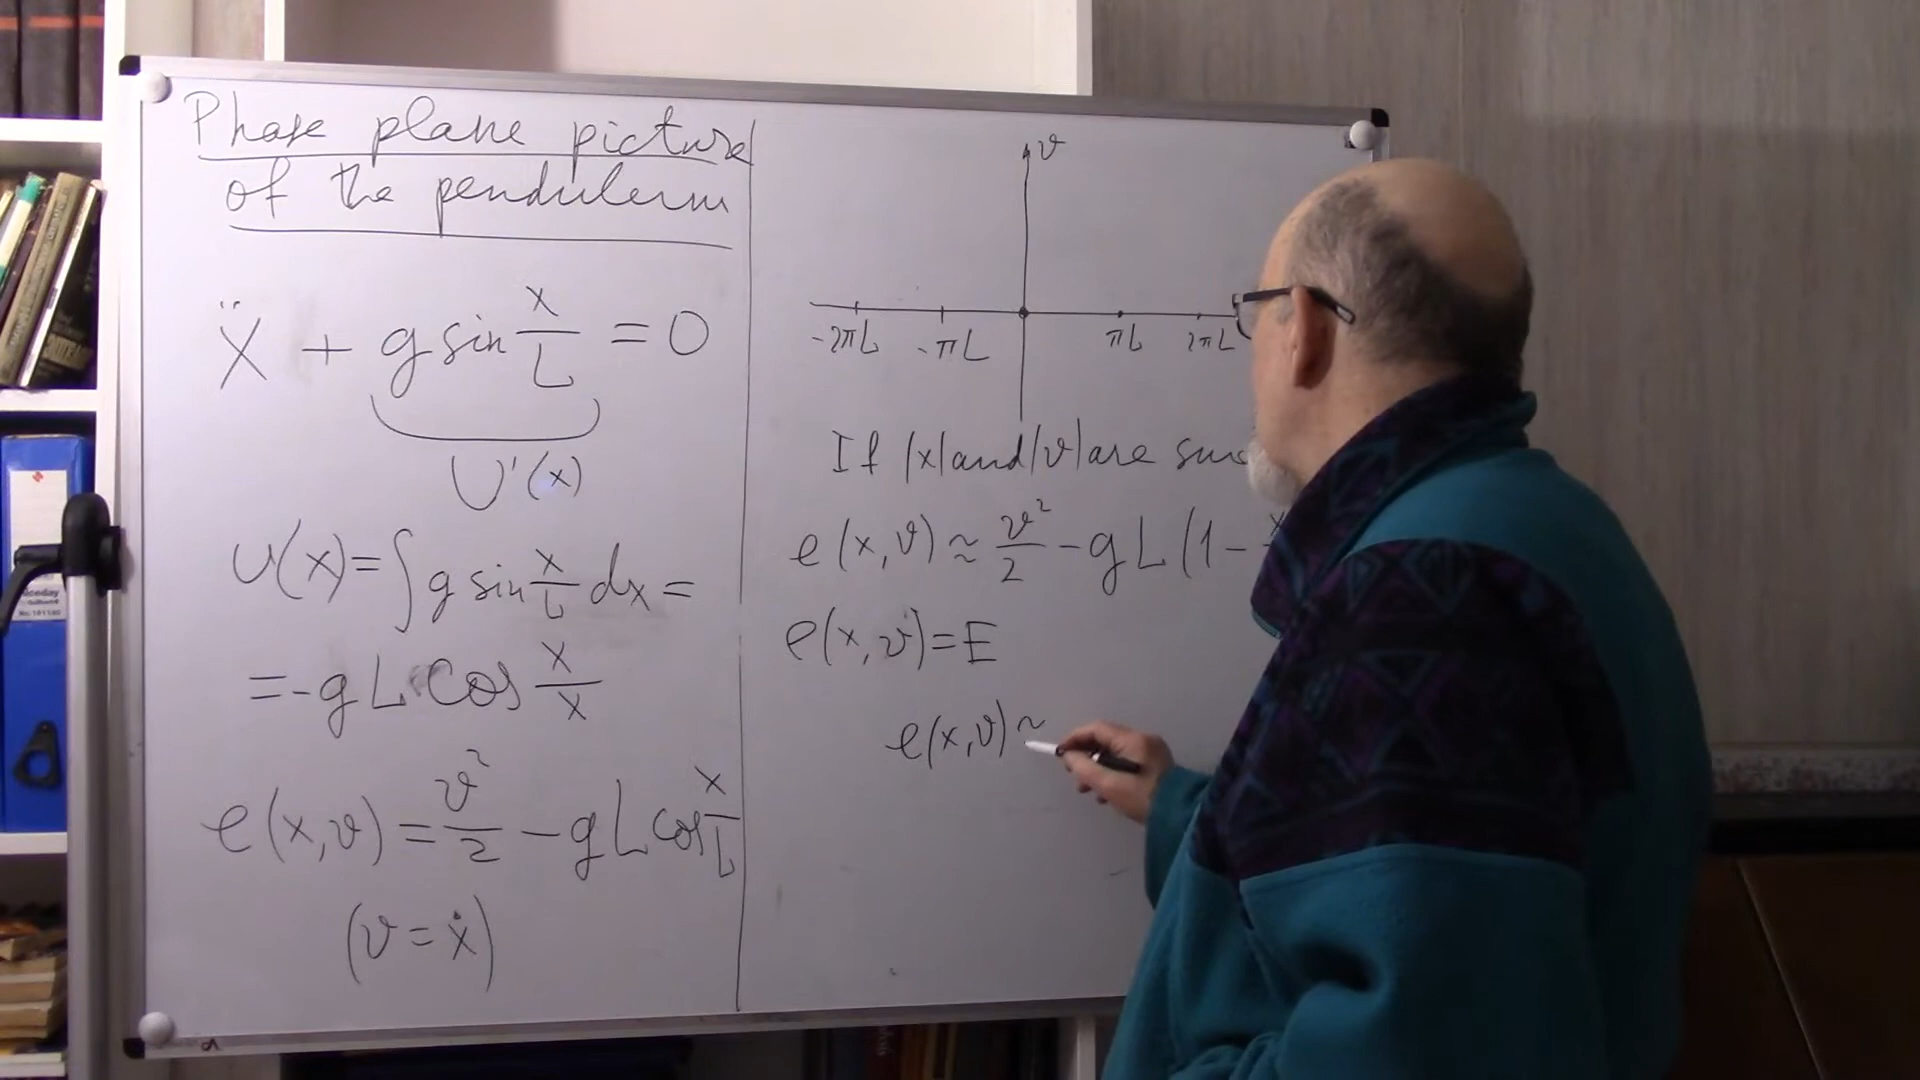 Phase plane picture
of the pendulum
ẍ + g sin x/L = 0
U'(x)
U(x) = ∫ g sin x/L dx =
= -gL cos x/x
e(x,v) = v²/2 - gL cos x/L
(v = ẋ)
v
-2πL -πL πL 2πL
If |x| and |v| are
e(x,v) ≈ v²/2 - gL(1 -
e(x,v) = E
e(x,v) ~